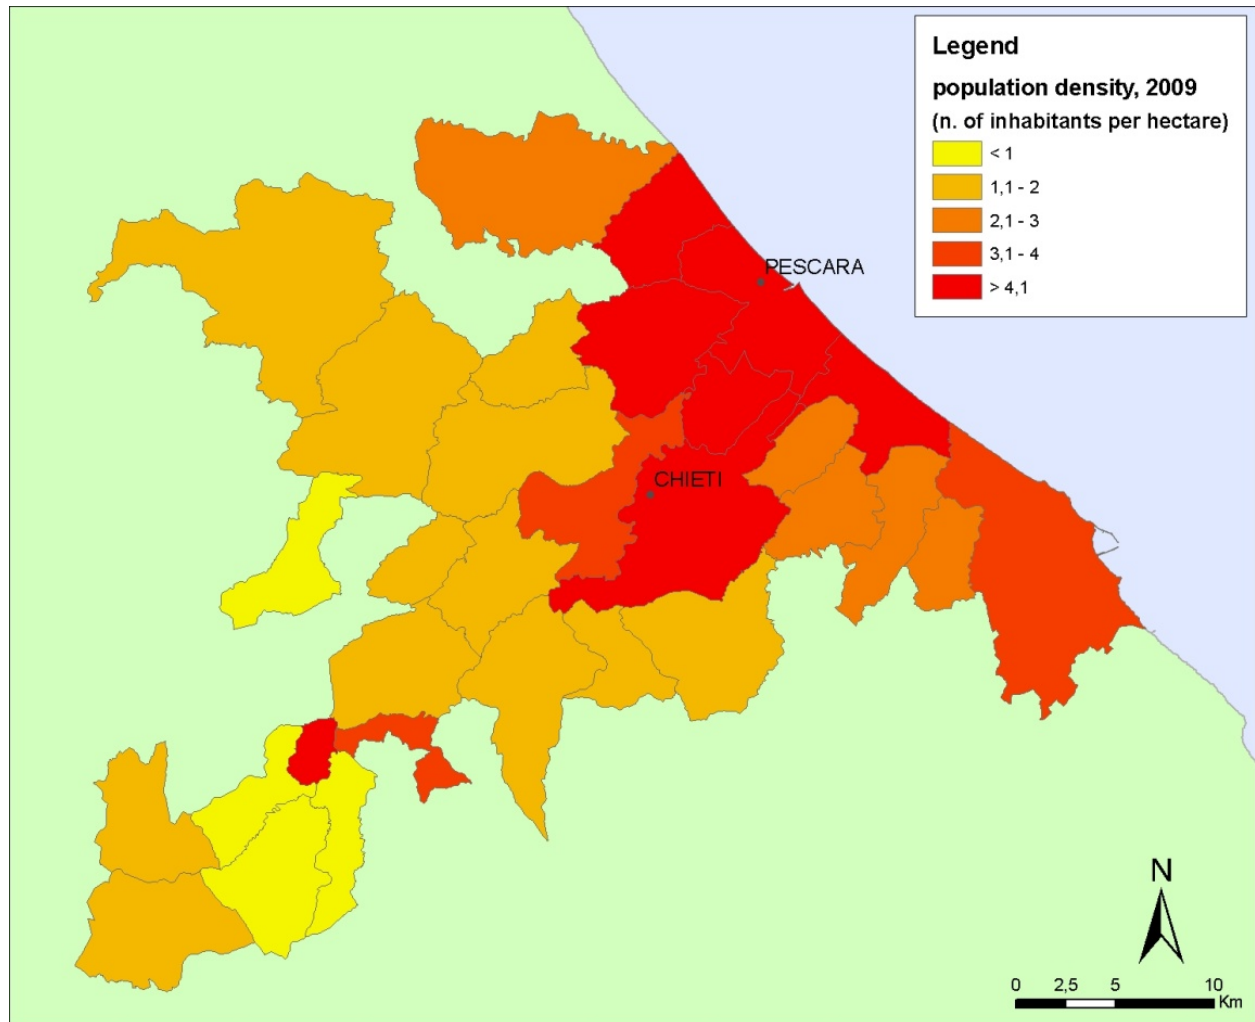 Legend
population density, 2009
(n. of inhabitants per hectare)
< 1
1,1 - 2
2,1 - 3
3,1 - 4
> 4,1
PESCARA
CHIETI
N
0 2,5 5 10
Km